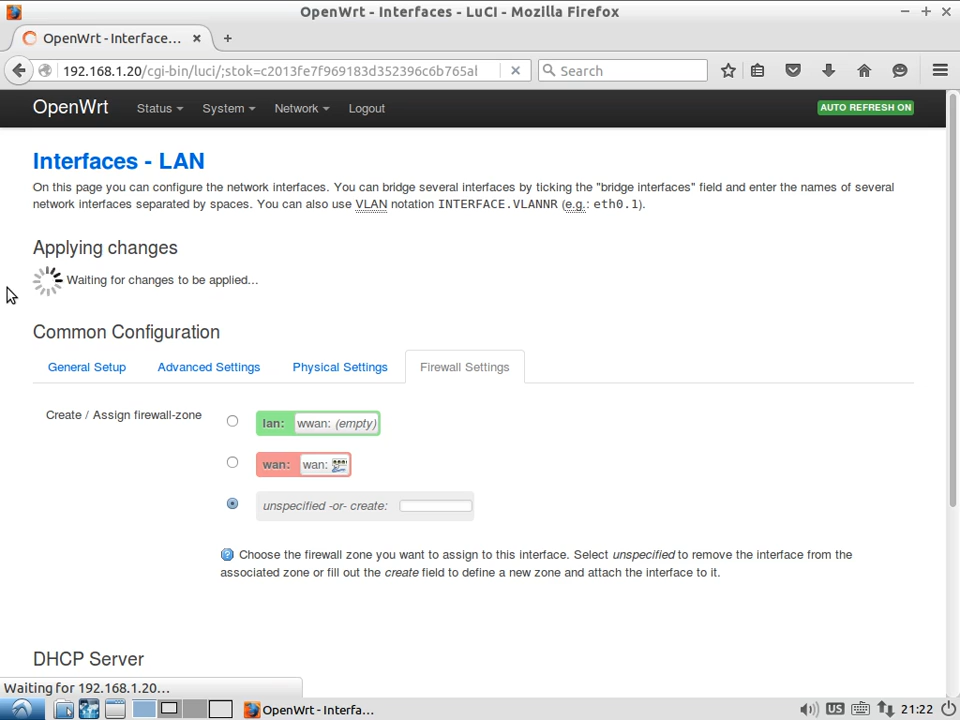 OpenWrt - Interfaces - LuCI - Mozilla Firefox
OpenWrt - Interface...
192.168.1.20/cgi-bin/luci/;stok=c2013fe7f969183d352396c6b765al
Search
OpenWrt
Status
System
Network
Logout
AUTO REFRESH ON
Interfaces - LAN
On this page you can configure the network interfaces. You can bridge several interfaces by ticking the "bridge interfaces" field and enter the names of several
network interfaces separated by spaces. You can also use VLAN notation INTERFACE.VLANNR (e.g.: eth0.1).
Applying changes
Waiting for changes to be applied...
Common Configuration
General Setup
Advanced Settings
Physical Settings
Firewall Settings
Create / Assign firewall-zone
lan: wwan: (empty)
wan: wan:
unspecified -or- create:
Choose the firewall zone you want to assign to this interface. Select unspecified to remove the interface from the
associated zone or fill out the create field to define a new zone and attach the interface to it.
DHCP Server
Waiting for 192.168.1.20...
OpenWrt - Interfa...
US
21:22